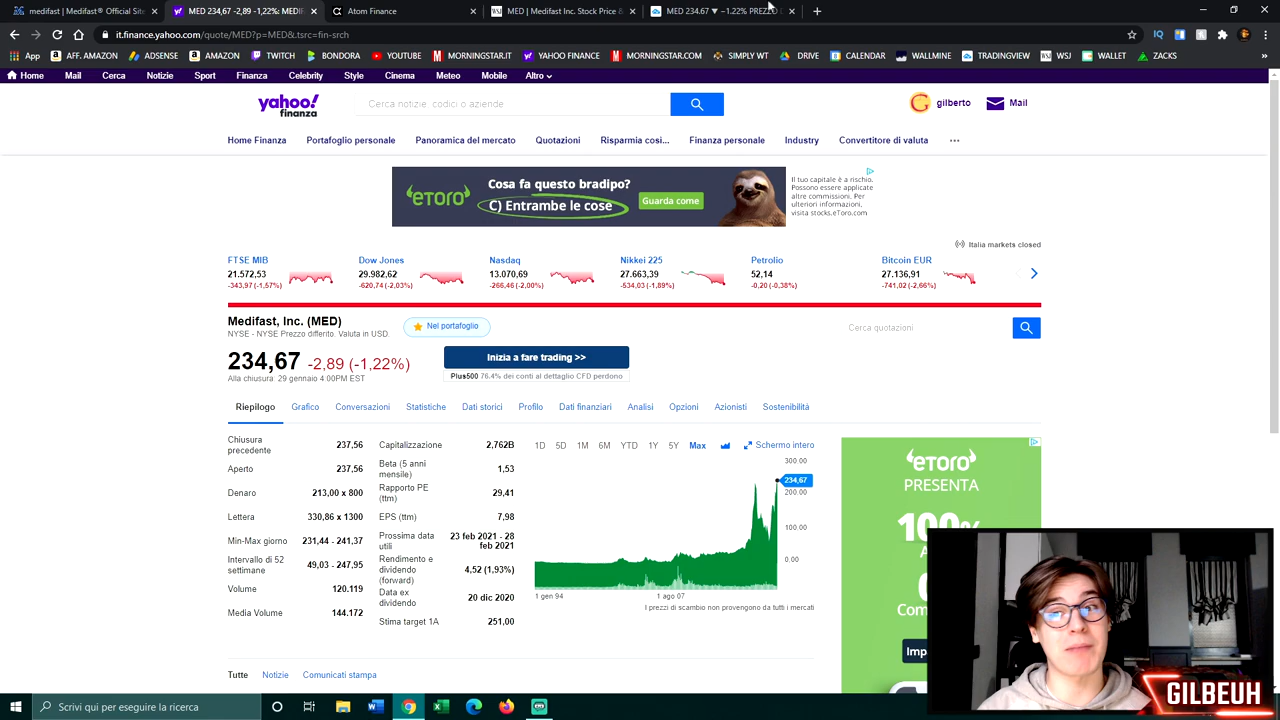 MED | Medifast | Official Sit
MED 234,67 -2,89 -1,22% : Me
Atom Finance
MED | Medifast Inc. Stock Price &
MED 234.67 ▼ −1.22% PREZZO
it.finance.yahoo.com/quote/MED?p=MED&.tsrc=fin-srch
App AFF. AMAZON ADSENSE AMAZON BONDORA YOUTUBE YAHOO FINANCE MORNINGSTAR.COM SIMPLY WT DRIVE CALENDAR WALLMINE TRADINGVIEW WSJ WALLET ZACKS »
Home Mail Cerca Notizie Sport Finanza Celebrity Style Cinema Meteo Mobile Altro
yahoo!
finanza
Cerca notizie, codici o aziende
gilberto Mail
Home Finanza Portafoglio personale Panoramica del mercato Quotazioni Risparmia così... Finanza personale Industry Convertitore di valuta •••
etoro
Cosa fa questo bradipo?
C) Entrambe le cose
Guarda come
Il tuo capitale è a rischio.
Possono essere applicate
altre commissioni. Per
ulteriori informazioni,
visita stocks.eToro.com
Italia markets closed
FTSE MIB Dow Jones Nasdaq Nikkei 225 Petrolio Bitcoin EUR
21.572,53 29.982,62 13.070,69 27.663,39 52,14 27.136,91
-343,97 (-1,57%) -620,74 (-2,03%) -266,46 (-2,00%) -534,03 (-1,89%) -0,20 (-0,38%) -741,02 (-2,66%)
Medifast, Inc. (MED)
NYSE - NYSE Prezzo differito. Valuta in USD.
Nel portafoglio
Cerca quotazioni
234,67 -2,89 (-1,22%)
Alla chiusura: 29 gennaio 4:00PM EST
Inizia a fare trading >>
Plus500 76.4% dei conti al dettaglio CFD perdono
Riepilogo Grafico Conversazioni Statistiche Dati storici Profilo Dati finanziari Analisi Opzioni Azionisti Sostenibilità
Chiusura
precedente 237,56
Aperto 237,56
Denaro 213,00 x 800
Lettera 330,86 x 1300
Min-Max giorno 231,44 - 241,37
Intervallo di 52
settimane 49,03 - 247,95
Volume 120.119
Media Volume 144.172
Capitalizzazione 2,762B
Beta (5 anni
mensile) 1,53
Rapporto PE
(ttm) 29,41
EPS (ttm) 7,98
Prossima data
utili 23 feb 2021 - 28
feb 2021
Rendimento e
dividendo
(forward) 4,52 (1,93%)
Data ex
dividendo 20 dic 2020
Stima target 1A 251,00
1D 5D 1M 6M YTD 1Y 5Y Max Schermo intero
300.00
234,67
200.00
100.00
0.00
1 gen 94 1 ago 07
I prezzi di scambio non provengono da tutti i mercati
etoro
PRESENTA
100%
Com
Imp
Tutte Notizie Comunicati stampa
GILBEUH
Scrivi qui per eseguire la ricerca